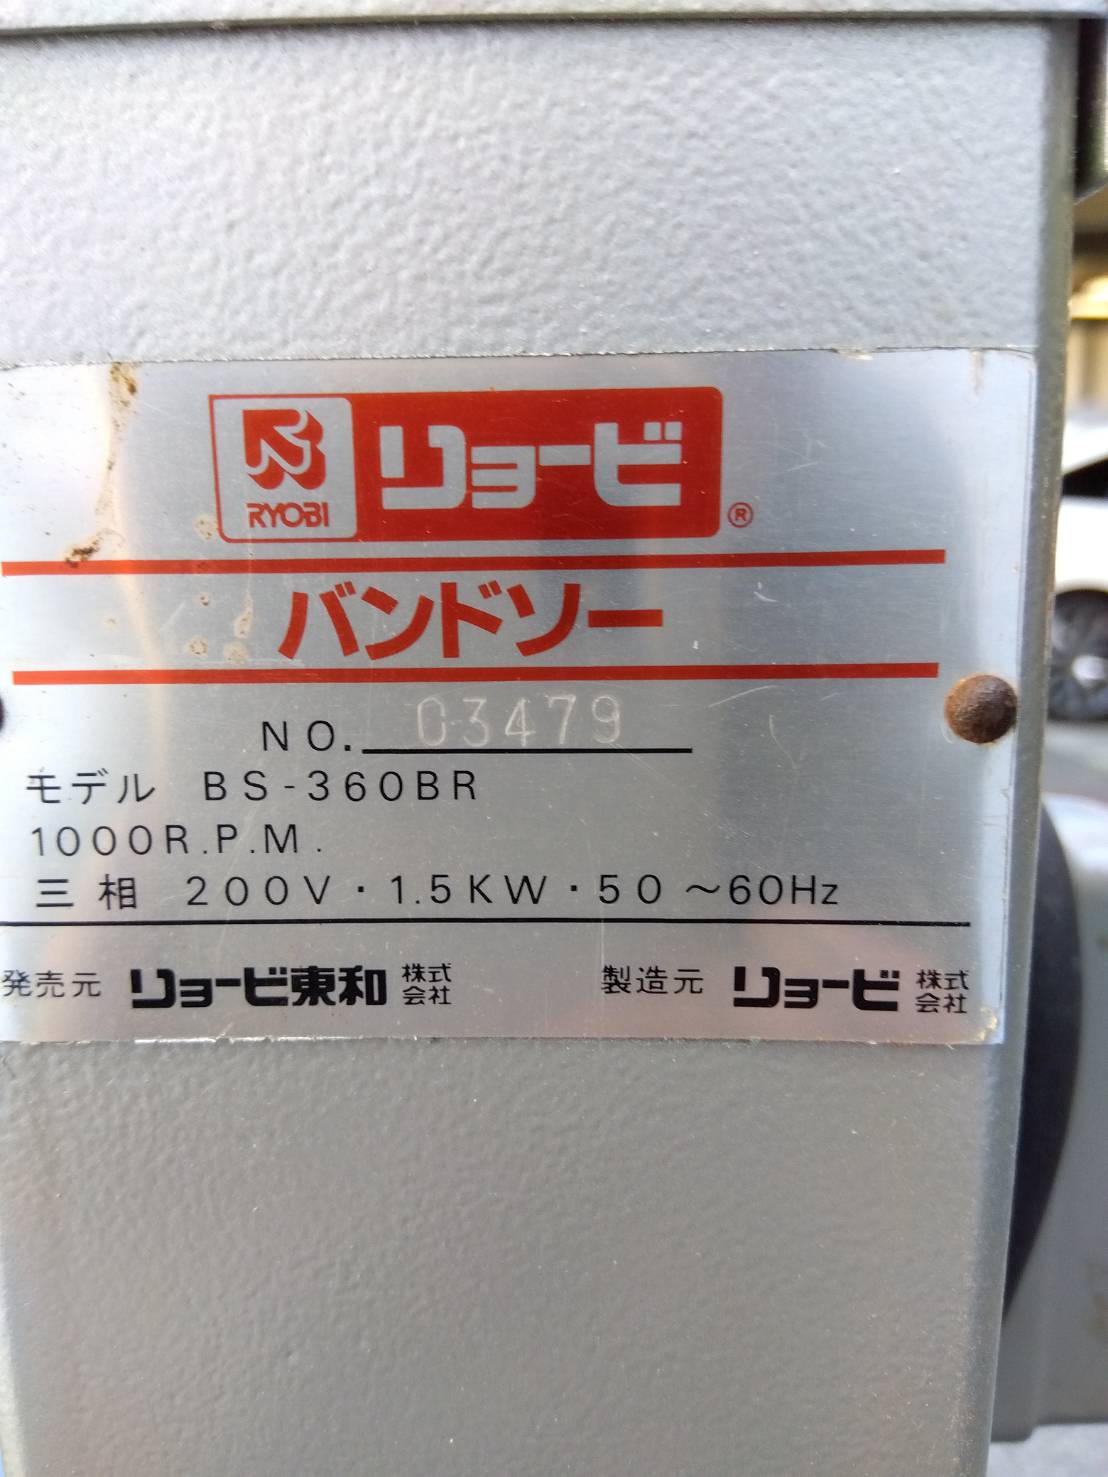 RYOBI リョービ®
バンドソー
NO. 03479
モデル BS-360BR
1000R.P.M.
三相 200V・1.5KW・50～60Hz
発売元 リョービ東和 株式会社 製造元 リョービ 株式会社